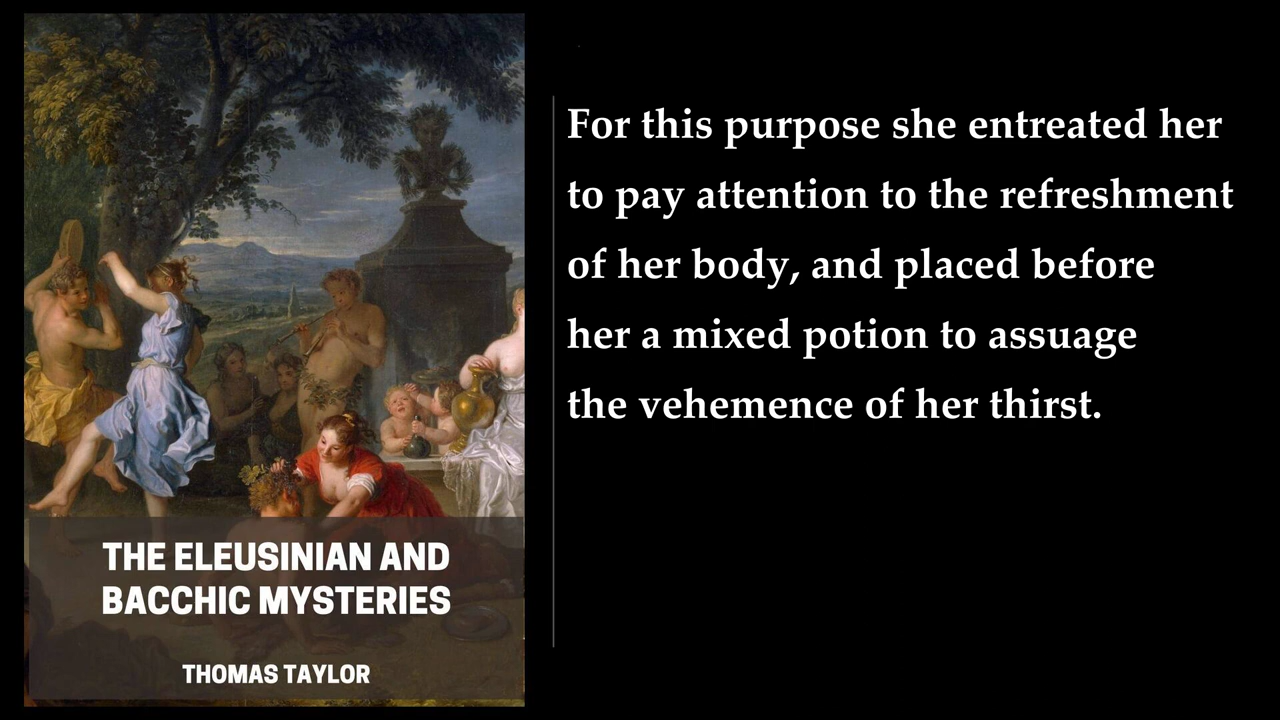 For this purpose she entreated her
to pay attention to the refreshment
of her body, and placed before
her a mixed potion to assuage
the vehemence of her thirst.
THE ELEUSINIAN AND
BACCHIC MYSTERIES
THOMAS TAYLOR